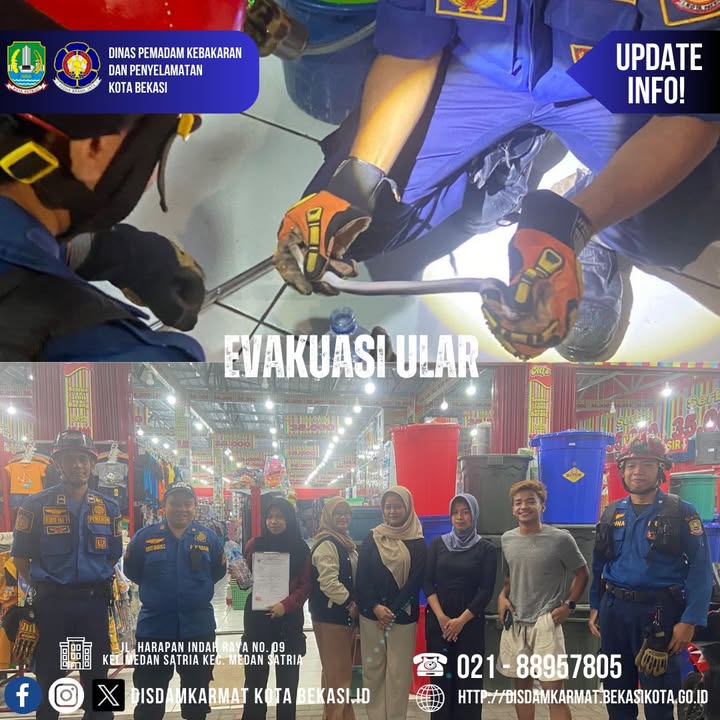 DINAS PEMADAM KEBAKARAN
DAN PENYELAMATAN
KOTA BEKASI
UPDATE
INFO!
EVAKUASI ULAR
JL. HARAPAN INDAH RAYA NO. 09
KEL. MEDAN SATRIA KEC. MEDAN SATRIA
021 - 88957805
DISDAMKARMAT KOTA BEKASI.ID
HTTP://DISDAMKARMAT.BEKASIKOTA.GO.ID